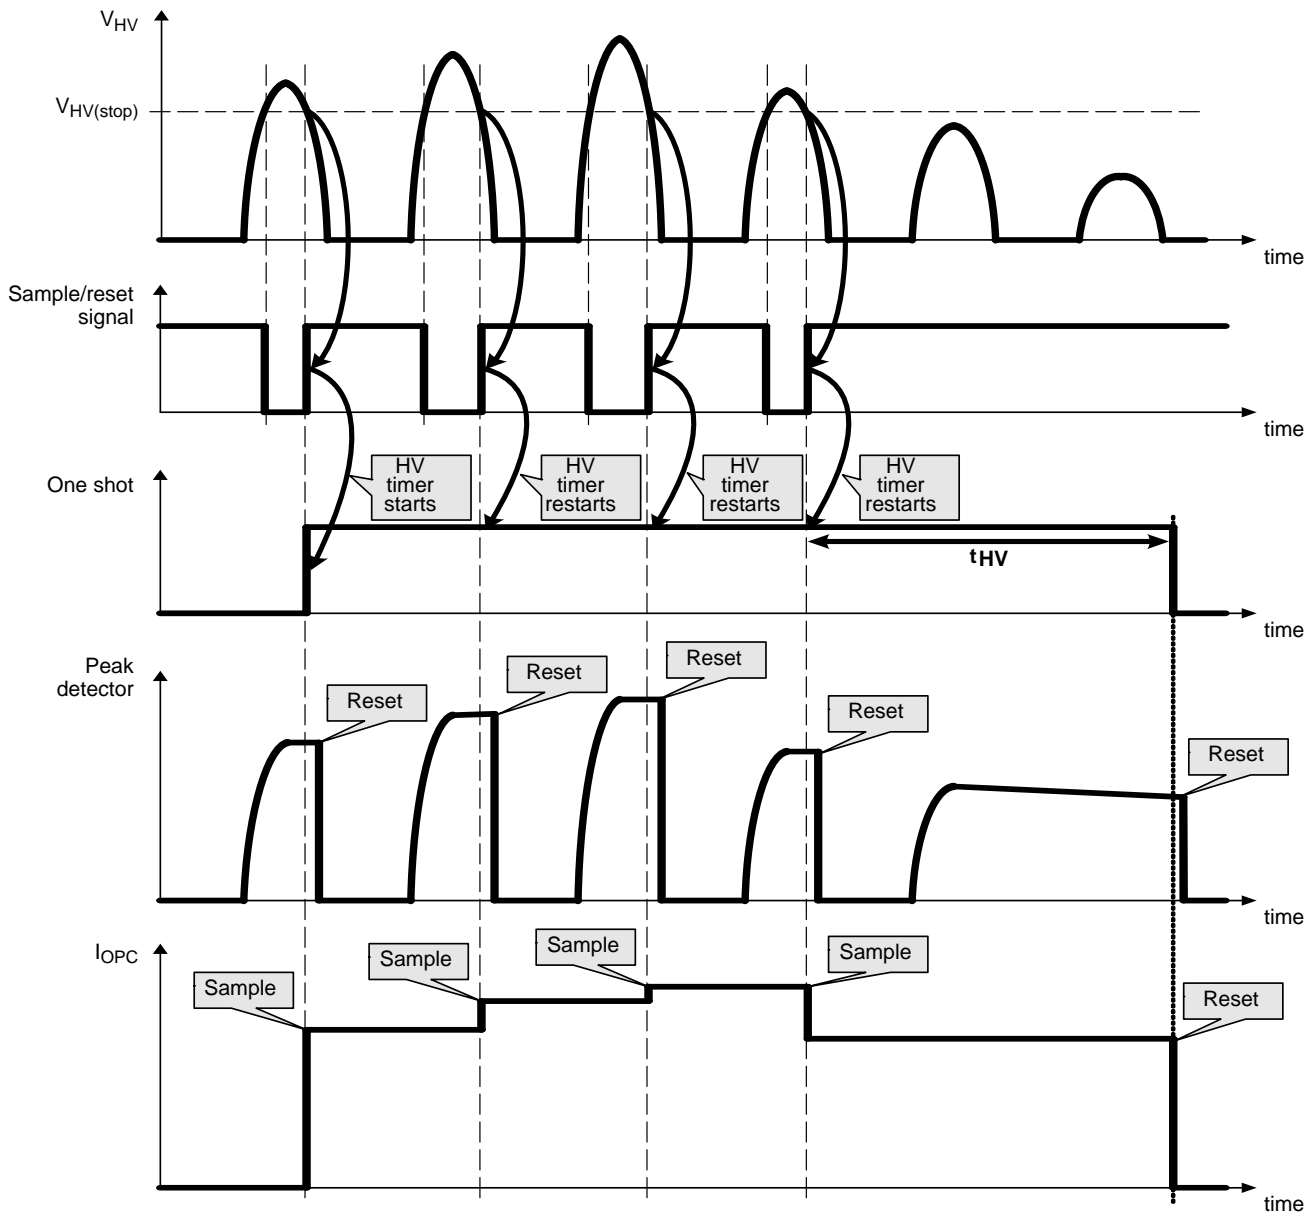 VHV
VHV(stop)
time
Sample/reset
signal
time
One shot
HV
timer
starts
HV
timer
restarts
HV
timer
restarts
HV
timer
restarts
tHV
time
Peak
detector
Reset
Reset
Reset
Reset
Reset
time
IOPC
Sample
Sample
Sample
Sample
Reset
time